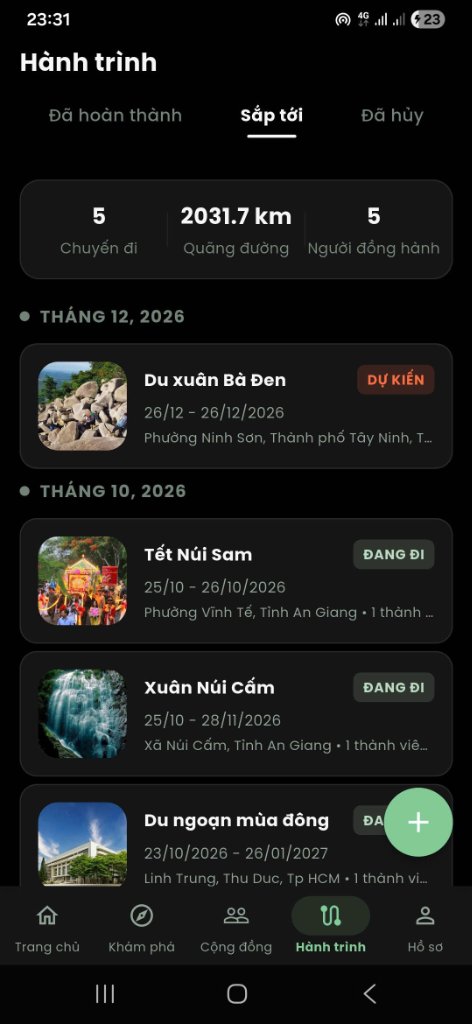 23:31
4G
23
Hành trình
Đã hoàn thành
Sắp tới
Đã hủy
5
2031.7 km
5
Chuyến đi
Quãng đường
Người đồng hành
THÁNG 12, 2026
Du xuân Bà Đen
DỰ KIẾN
26/12 - 26/12/2026
Phường Ninh Sơn, Thành phố Tây Ninh, T...
THÁNG 10, 2026
Tết Núi Sam
ĐANG ĐI
25/10 - 26/10/2026
Phường Vĩnh Tế, Tỉnh An Giang • 1 thành ...
Xuân Núi Cấm
ĐANG ĐI
25/10 - 28/11/2026
Xã Núi Cấm, Tỉnh An Giang • 1 thành viê...
Du ngoạn mùa đông
ĐA
+
23/10/2026 - 26/01/2027
Linh Trung, Thu Duc, Tp HCM • 1 thành vi...
Trang chủ
Khám phá
Cộng đồng
Hành trình
Hồ sơ